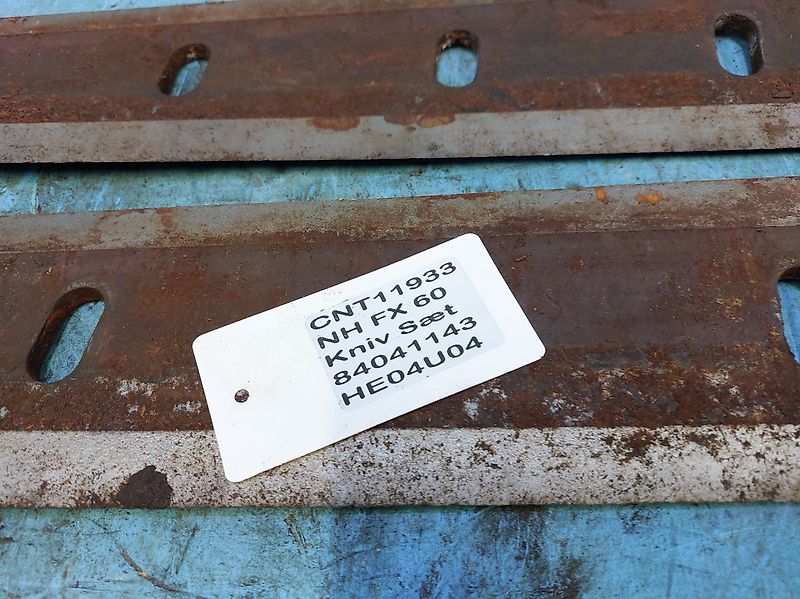 CNT11933
NH FX 60
Kniv Sæt
84041143
HE04U04